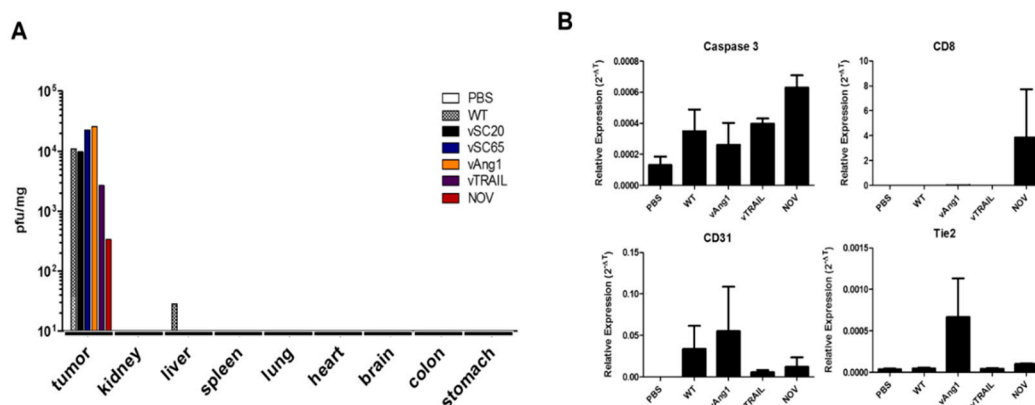 A
pfu/mg
10⁵
10⁴
10³
10²
10¹
PBS
WT
vSC20
vSC65
vAng1
vTRAIL
NOV
tumor
kidney
liver
spleen
lung
heart
brain
colon
stomach
B
Caspase 3
Relative Expression (2⁻ᐞᵀ)
0.0008
0.0006
0.0004
0.0002
0.0000
PBS
WT
vAng1
vTRAIL
NOV
CD8
Relative Expression (2⁻ᐞᵀ)
10
8
6
4
2
0
PBS
WT
vAng1
vTRAIL
NOV
CD31
Relative Expression (2⁻ᐞᵀ)
0.15
0.10
0.05
0.00
PBS
WT
vAng1
vTRAIL
NOV
Tie2
Relative Expression (2⁻ᐞᵀ)
0.0015
0.0010
0.0005
0.0000
PBS
WT
vAng1
vTRAIL
NOV